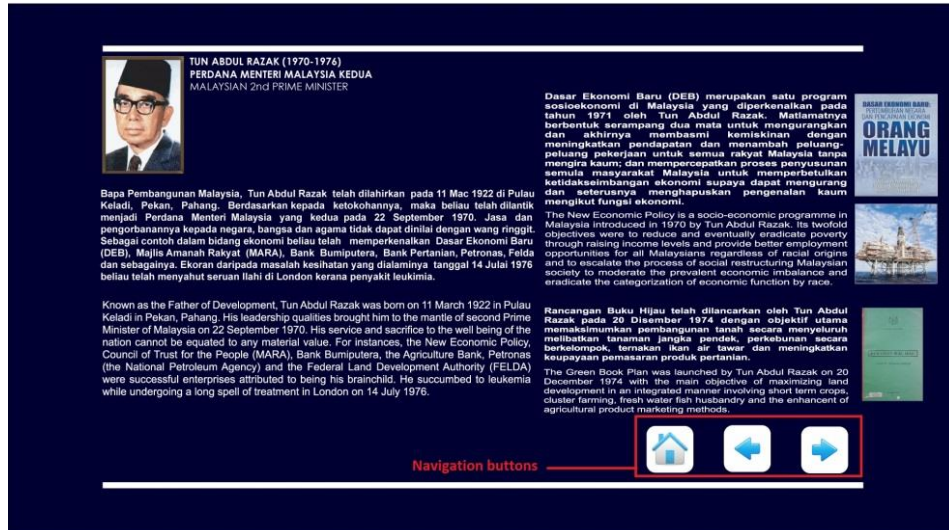 TUN ABDUL RAZAK (1970-1976)
PERDANA MENTERI MALAYSIA KEDUA
MALAYSIAN 2nd PRIME MINISTER
Bapa Pembangunan Malaysia, Tun Abdul Razak telah dilahirkan pada 11 Mac 1922 di Pulau
Keladi, Pekan, Pahang. Berdasarkan kepada ketokohannya, maka beliau telah dilantik
menjadi Perdana Menteri Malaysia yang kedua pada 22 September 1970. Jasa dan
pengorbanannya kepada negara, bangsa dan agama tidak dapat dinilai dengan wang ringgit.
Sebagai contoh dalam bidang ekonomi beliau telah memperkenalkan Dasar Ekonomi Baru
(DEB), Majlis Amanah Rakyat (MARA), Bank Bumiputera, Bank Pertanian, Petronas, Felda
dan sebagainya. Ekoran daripada masalah kesihatan yang dialaminya tanggal 14 Julai 1976
beliau telah menyahut seruan Ilahi di London kerana penyakit leukimia.
Known as the Father of Development, Tun Abdul Razak was born on 11 March 1922 in Pulau
Keladi in Pekan, Pahang. His leadership qualities brought him to the mantle of second Prime
Minister of Malaysia on 22 September 1970. His service and sacrifice to the well being of the
nation cannot be equated to any material value. For instances, the New Economic Policy,
Council of Trust for the People (MARA), Bank Bumiputera, the Agriculture Bank, Petronas
(the National Petroleum Agency) and the Federal Land Development Authority (FELDA)
were successful enterprises attributed to being his brainchild. He succumbed to leukemia
while undergoing a long spell of treatment in London on 14 July 1976.
Dasar Ekonomi Baru (DEB) merupakan satu program
sosioekonomi di Malaysia yang diperkenalkan pada
tahun 1971 oleh Tun Abdul Razak. Matlamatnya
berbentuk serampang dua mata untuk mengurangkan
dan akhirnya membasmi kemiskinan dengan
meningkatkan pendapatan dan menambah peluang-
peluang pekerjaan untuk semua rakyat Malaysia tanpa
mengira kaum; dan mempercepatkan proses penyusunan
semula masyarakat Malaysia untuk memperbetulkan
ketidakseimbangan ekonomi supaya dapat mengurang
dan seterusnya menghapuskan pengenalan kaum
mengikut fungsi ekonomi.
The New Economic Policy is a socio-economic programme in
Malaysia introduced in 1970 by Tun Abdul Razak. Its twofold
objectives were to reduce and eventually eradicate poverty
through raising income levels and provide better employment
opportunities for all Malaysians regardless of racial origins
and to escalate the process of social restructuring Malaysian
society to moderate the prevalent economic imbalance and
eradicate the categorization of economic function by race.
Rancangan Buku Hijau telah dilancarkan oleh Tun Abdul
Razak pada 20 Disember 1974 dengan objektif utama
memaksimumkan pembangunan tanah secara menyeluruh
melibatkan tanaman jangka pendek, perkebunan secara
berkelompok, ternakan ikan air tawar dan meningkatkan
keupayaan pemasaran produk pertanian.
The Green Book Plan was launched by Tun Abdul Razak on 20
December 1974 with the main objective of maximizing land
development in an integrated manner involving short term crops,
cluster farming, fresh water fish husbandry and the enhancent of
agricultural product marketing methods.
DASAR EKONOMI BARU:
PERTUMBUHAN NEGARA
DAN PENCAPAIAN EKONOMI
ORANG
MELAYU
Navigation buttons